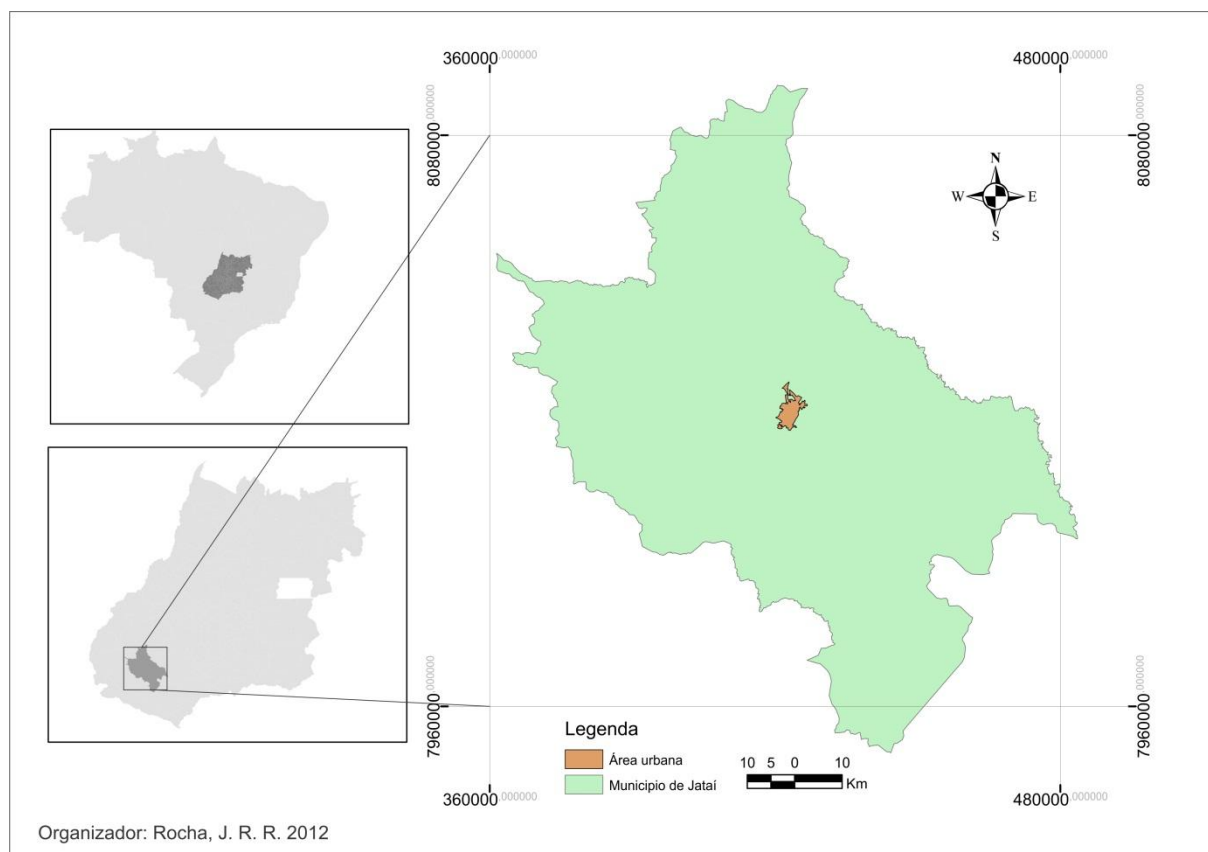 360000,000000
480000,000000
8080000,000000
8080000,000000
N
W E
S
7960000,000000
7960000,000000
Legenda
Área urbana
Municipio de Jataí
10 5 0 10
Km
360000,000000
480000,000000
Organizador: Rocha, J. R. R. 2012